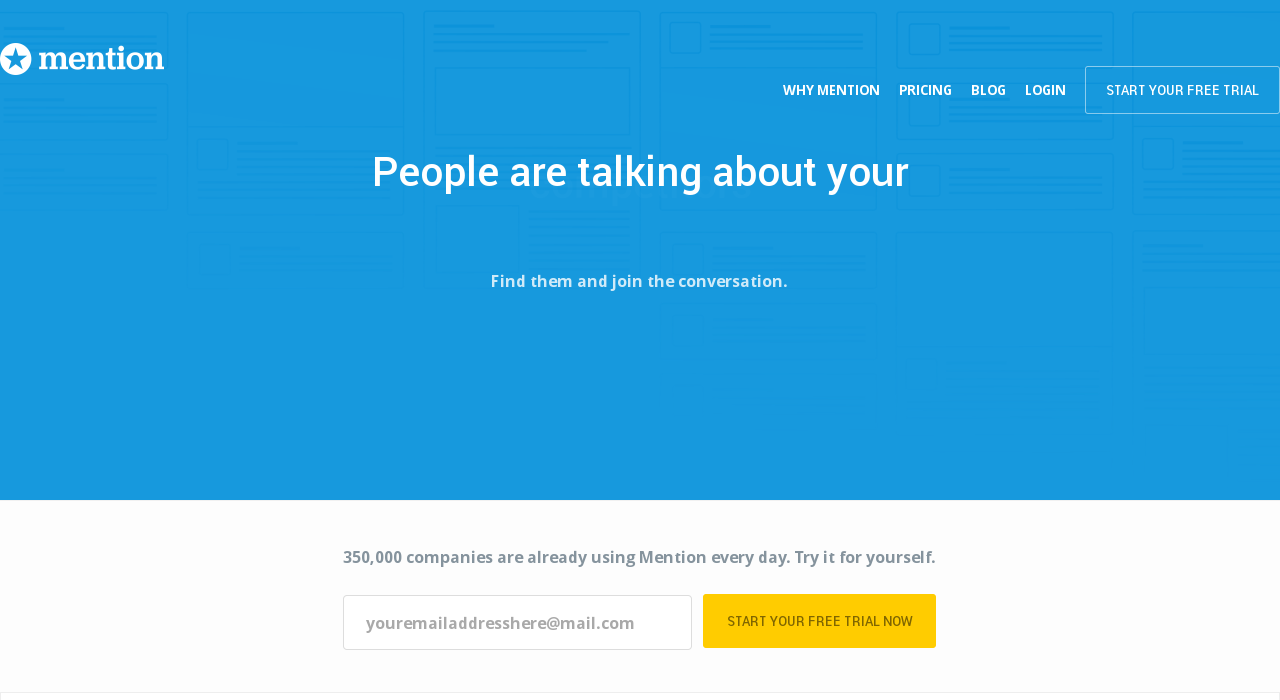 mention
WHY MENTION PRICING BLOG LOGIN START YOUR FREE TRIAL
People are talking about your
Find them and join the conversation.
350,000 companies are already using Mention every day. Try it for yourself.
youremailaddresshere@mail.com START YOUR FREE TRIAL NOW